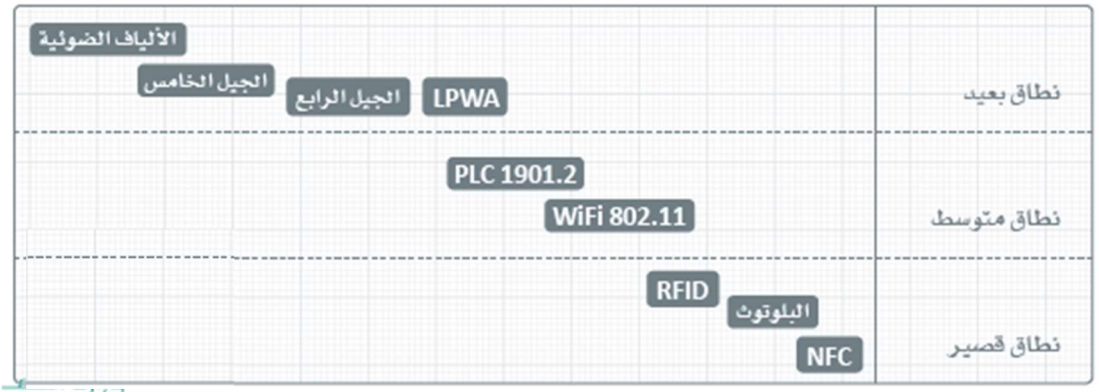 الألياف الضوئية
الجيل الخامس
الجيل الرابع
LPWA
نطاق بعيد
PLC 1901.2
WiFi 802.11
نطاق متوسط
RFID
البلوتوث
NFC
نطاق قصير